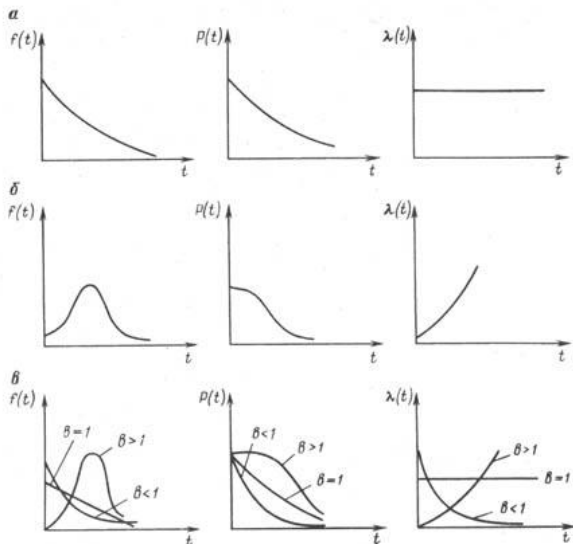 а
f(t) P(t) λ(t)
t t t
б
f(t) P(t) λ(t)
t t t
в
f(t) P(t) λ(t)
в=1 в>1 в<1
в<1 в>1 в=1
в>1 в=1 в<1
t t t